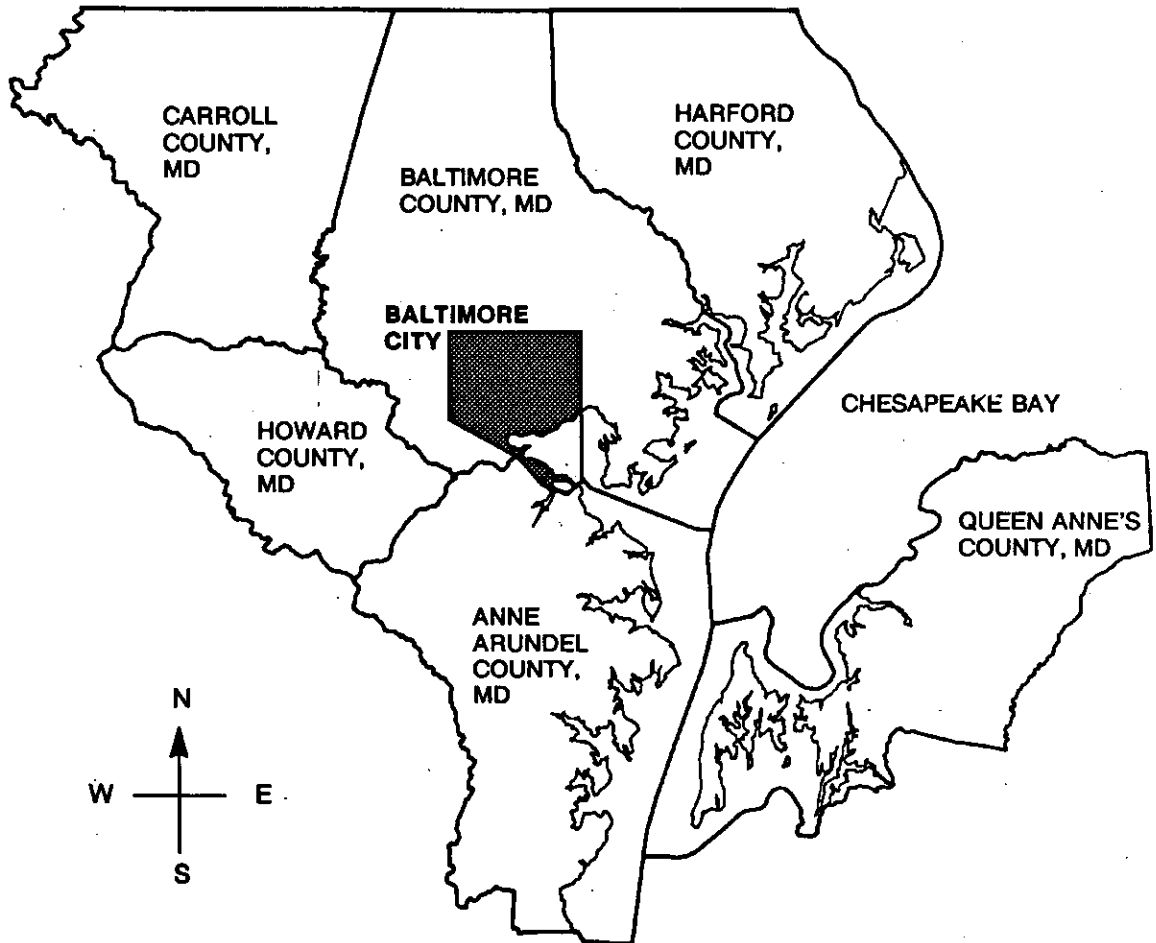 CARROLL
COUNTY,
MD
HARFORD
COUNTY,
MD
BALTIMORE
COUNTY, MD
BALTIMORE
CITY
CHESAPEAKE BAY
HOWARD
COUNTY,
MD
QUEEN ANNE'S
COUNTY, MD
ANNE
ARUNDEL
COUNTY,
MD
N
W
E
S